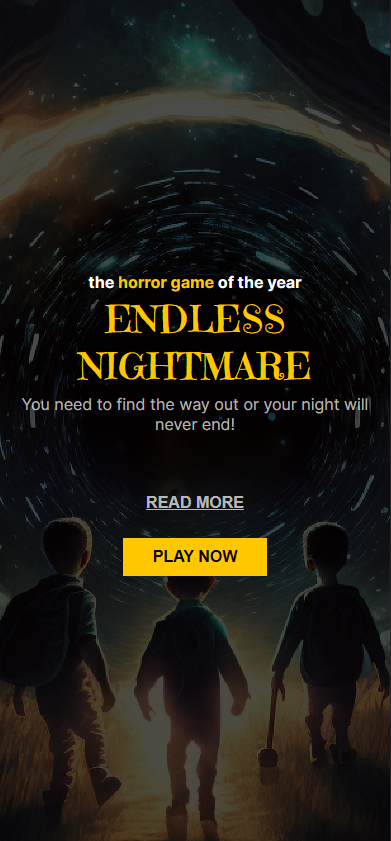 the horror game of the year
ENDLESS
NIGHTMARE
You need to find the way out or your night will
never end!
READ MORE
PLAY NOW